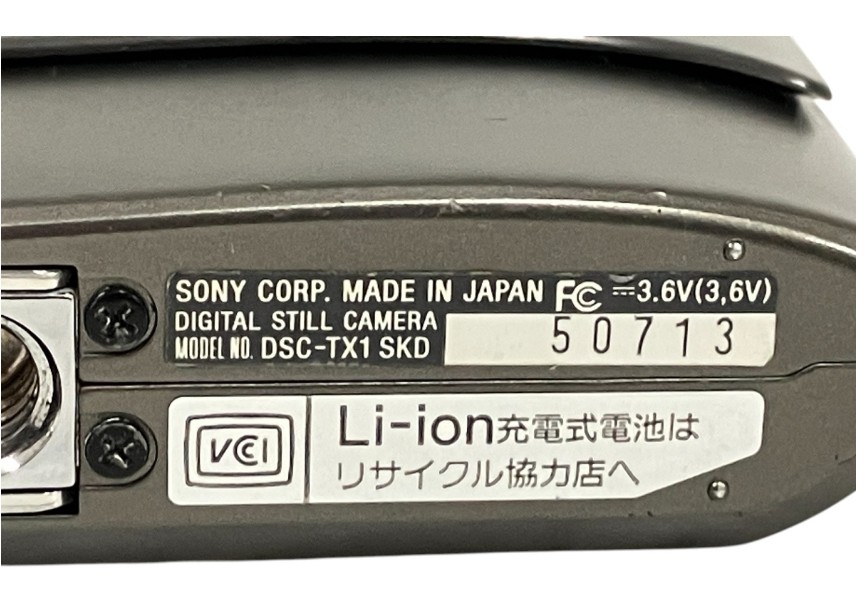 SONY CORP. MADE IN JAPAN FC ⎓3.6V(3,6V)
DIGITAL STILL CAMERA
MODEL NO. DSC-TX1 SKD
50713
VCCI
Li-ion充電式電池は
リサイクル協力店へ